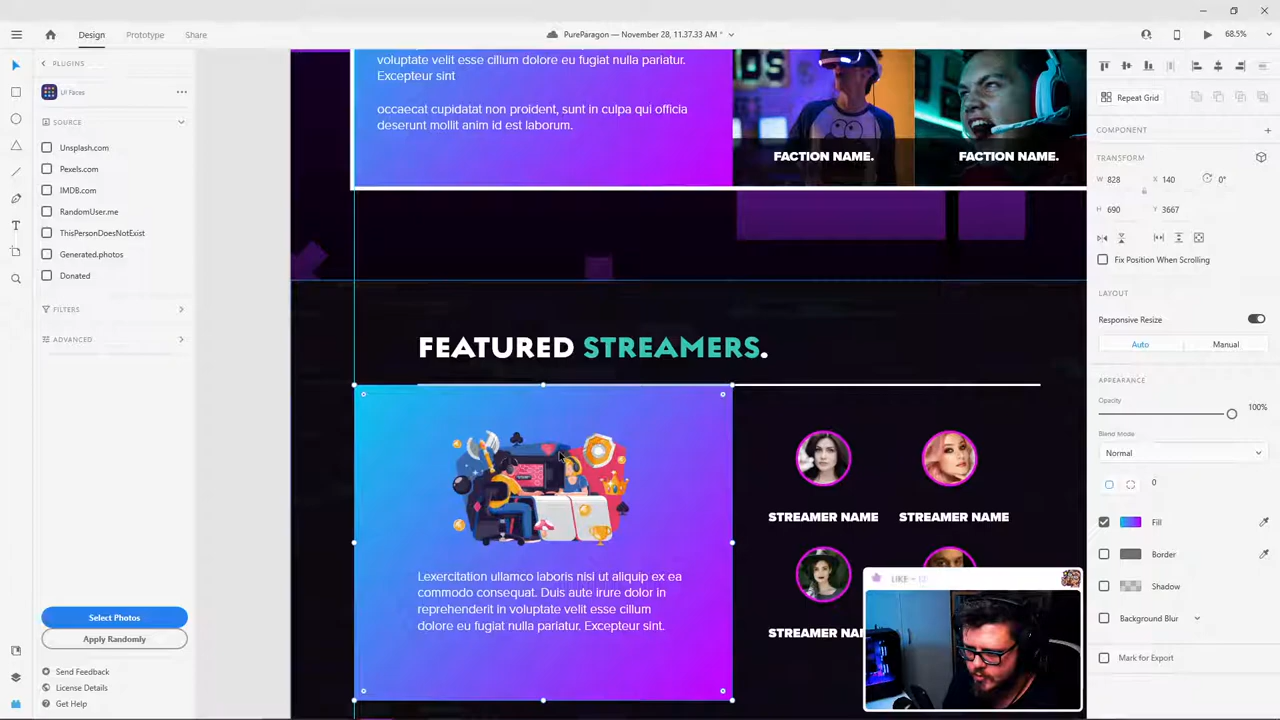 Design
Prototype
Share
PureParagon — November 28, 11.37.33 AM *
68.5%
PLUGINS
UI Faces
SOURCE
Unsplash.com
Pexels.com
IMDB.com
RandomUser.me
ThisPersonDoesNotExist
Generated.photos
Donated
FILTERS
ADVANCED
Select Photos
Apply Randomly
Send Feedback
License Details
Get Help
voluptate velit esse cillum dolore eu fugiat nulla pariatur.
Excepteur sint
occaecat cupidatat non proident, sunt in culpa qui officia
deserunt mollit anim id est laborum.
FACTION NAME.
FACTION NAME.
FEATURED STREAMERS.
Lexercitation ullamco laboris nisi ut aliquip ex ea
commodo consequat. Duis aute irure dolor in
reprehenderit in voluptate velit esse cillum
dolore eu fugiat nulla pariatur. Excepteur sint.
STREAMER NAME
STREAMER NAME
STREAMER NA
LIKE
Repeat Grid
COMPONENT
TRANSFORM
W 828 X 140 0°
H 690 Y 3667
Fix Position When Scrolling
LAYOUT
Responsive Resize
Auto
Manual
APPEARANCE
Opacity
100%
Blend Mode
Normal
0
Fill
Border
Shadow
Background Blur
Mark for Export